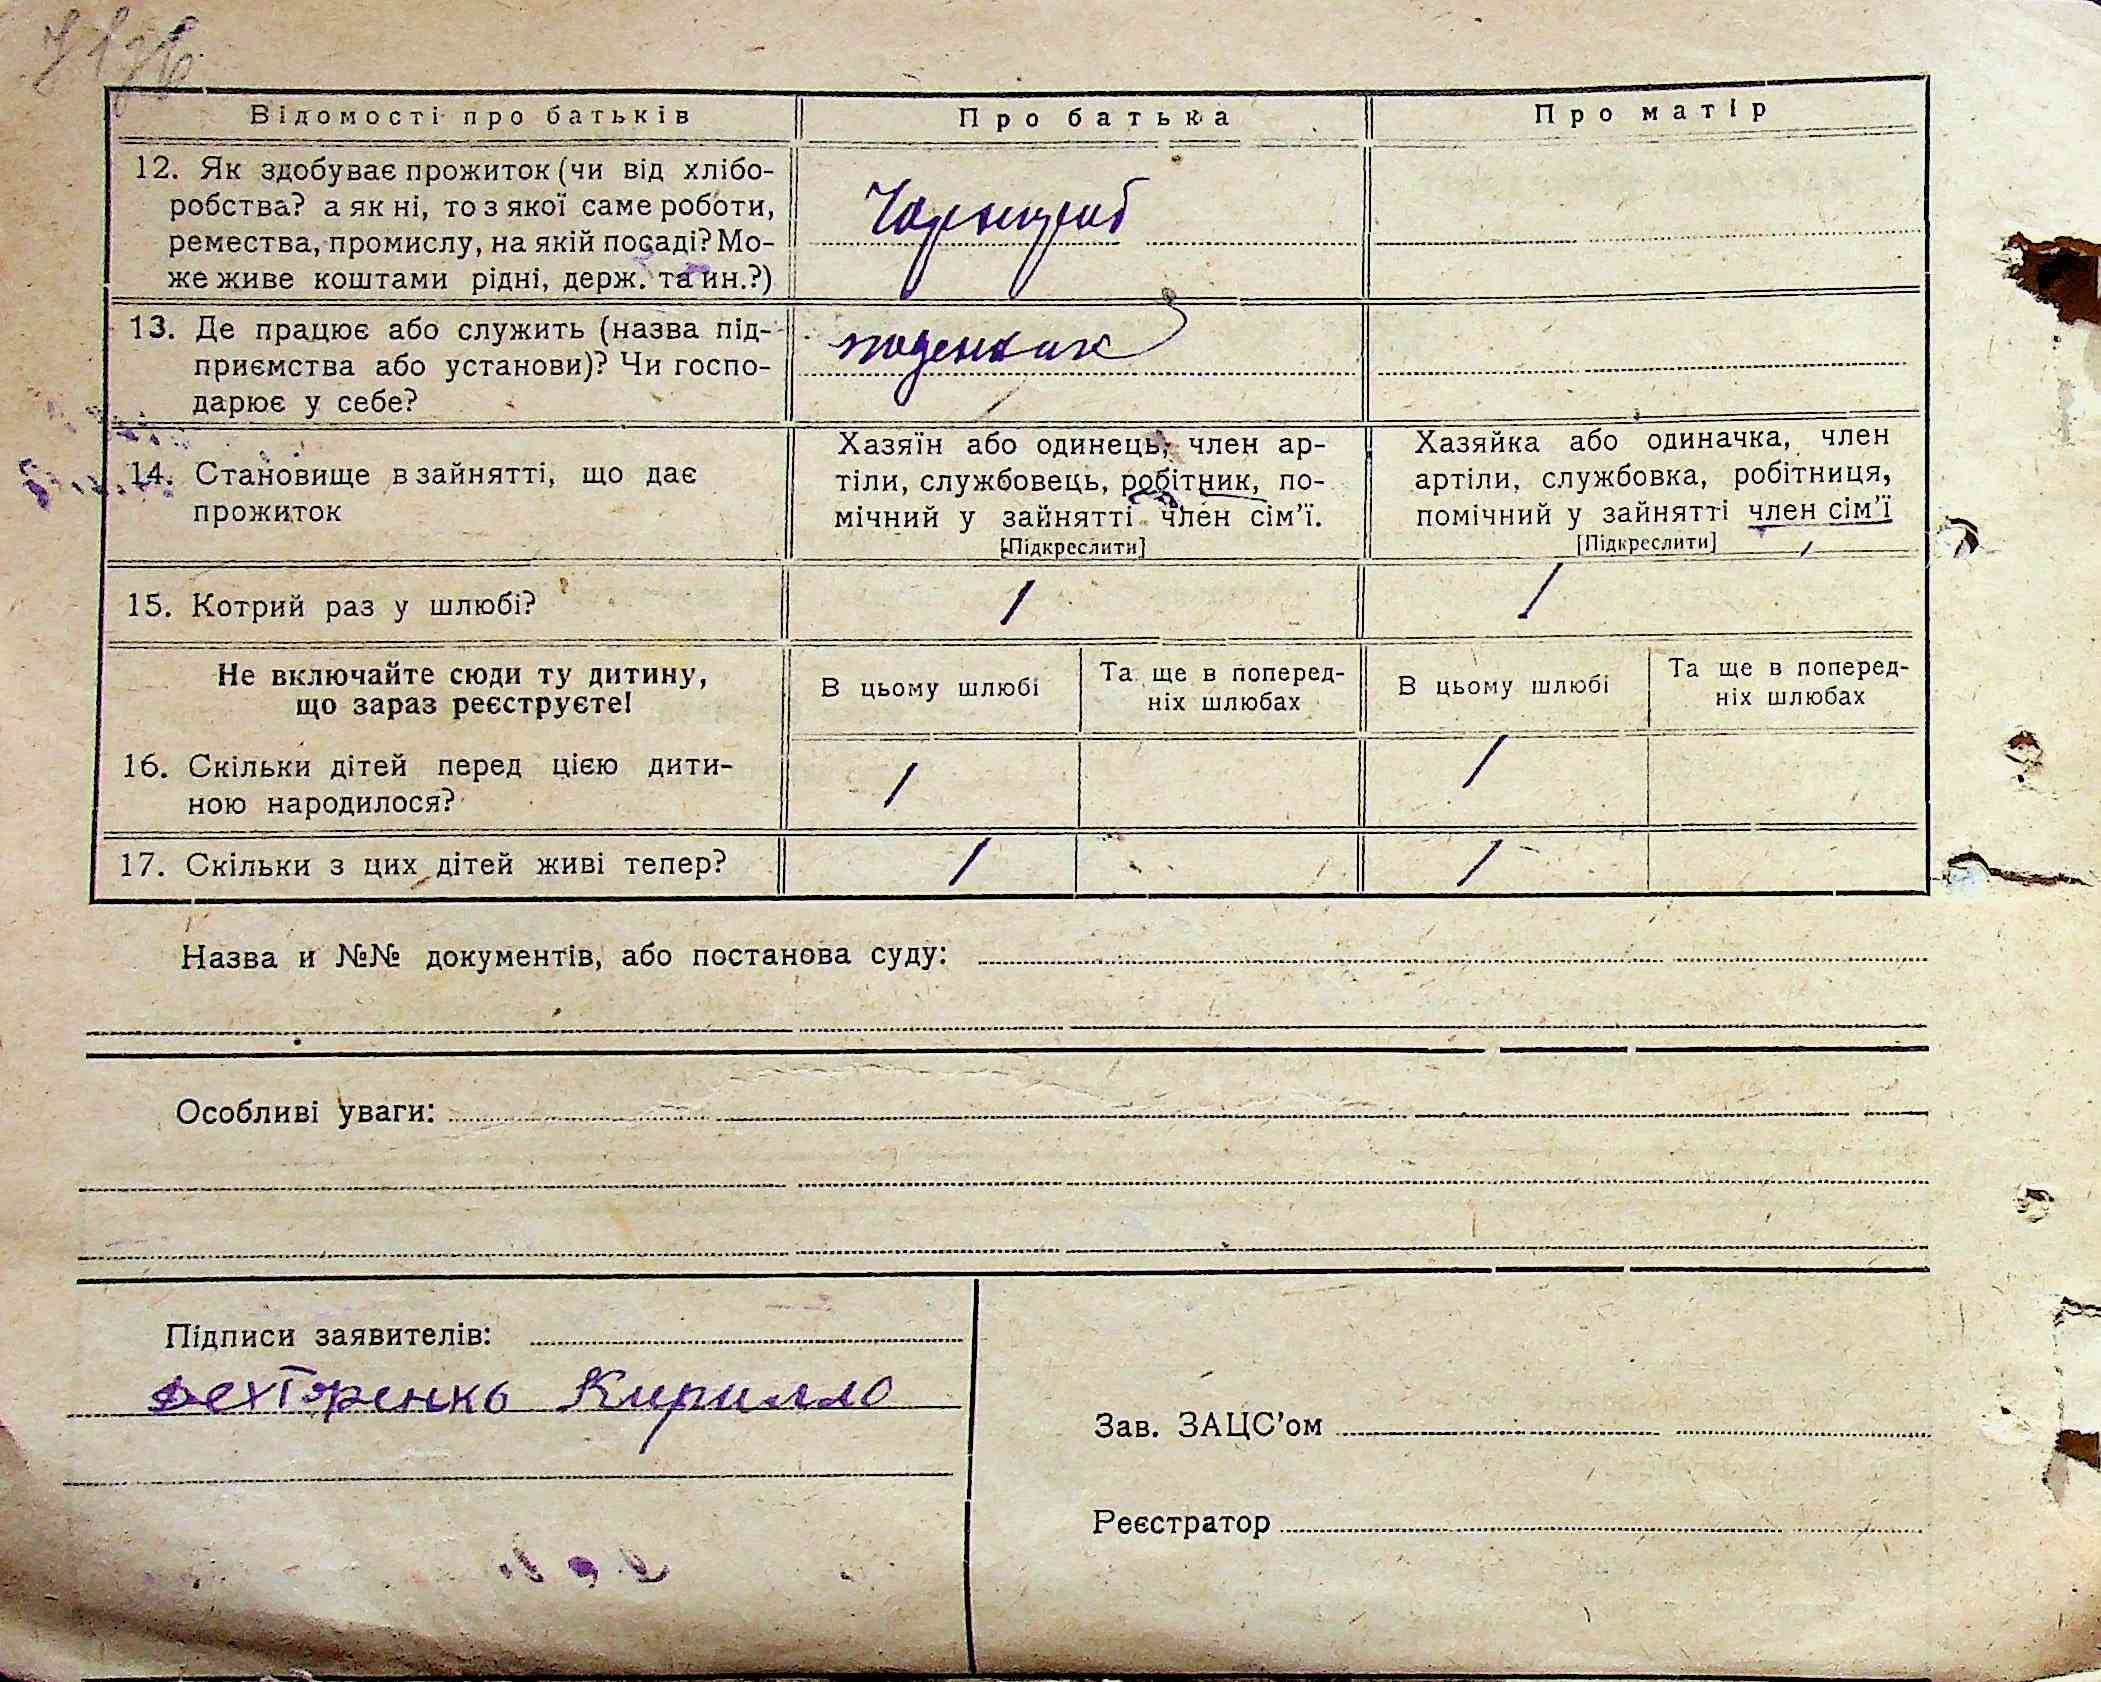 Відомості про батьків
Про батька
Про матір
12. Як здобуває прожиток (чи від хлібо-
робства? а як ні, то з якої саме роботи,
ремества, промислу, на якій посаді? Мо-
же живе коштами рідні, держ. та ин.?)
13. Де працює або служить (назва під-
приємства або установи)? Чи госпо-
дарює у себе?
поденник
14. Становище в зайнятті, що дає
прожиток
Хазяїн або одинець, член ар-
тіли, службовець, робітник, по-
мічний у зайнятті член сім'ї.
[Підкреслити]
Хазяйка або одиначка, член
артіли, службовка, робітниця,
помічний у зайнятті член сім'ї
[Підкреслити]
15. Котрий раз у шлюбі?
1
1
Не включайте сюди ту дитину,
що зараз реєструєте!
В цьому шлюбі
Та ще в поперед-
ніх шлюбах
В цьому шлюбі
Та ще в поперед-
ніх шлюбах
16. Скільки дітей перед цією дити-
ною народилося?
1
1
17. Скільки з цих дітей живі тепер?
1
1
Назва и №№ документів, або постанова суду:
Особливі уваги:
Підписи заявителів:
Дехтяренко Кирилло
Зав. ЗАЦС'ом
Реєстратор